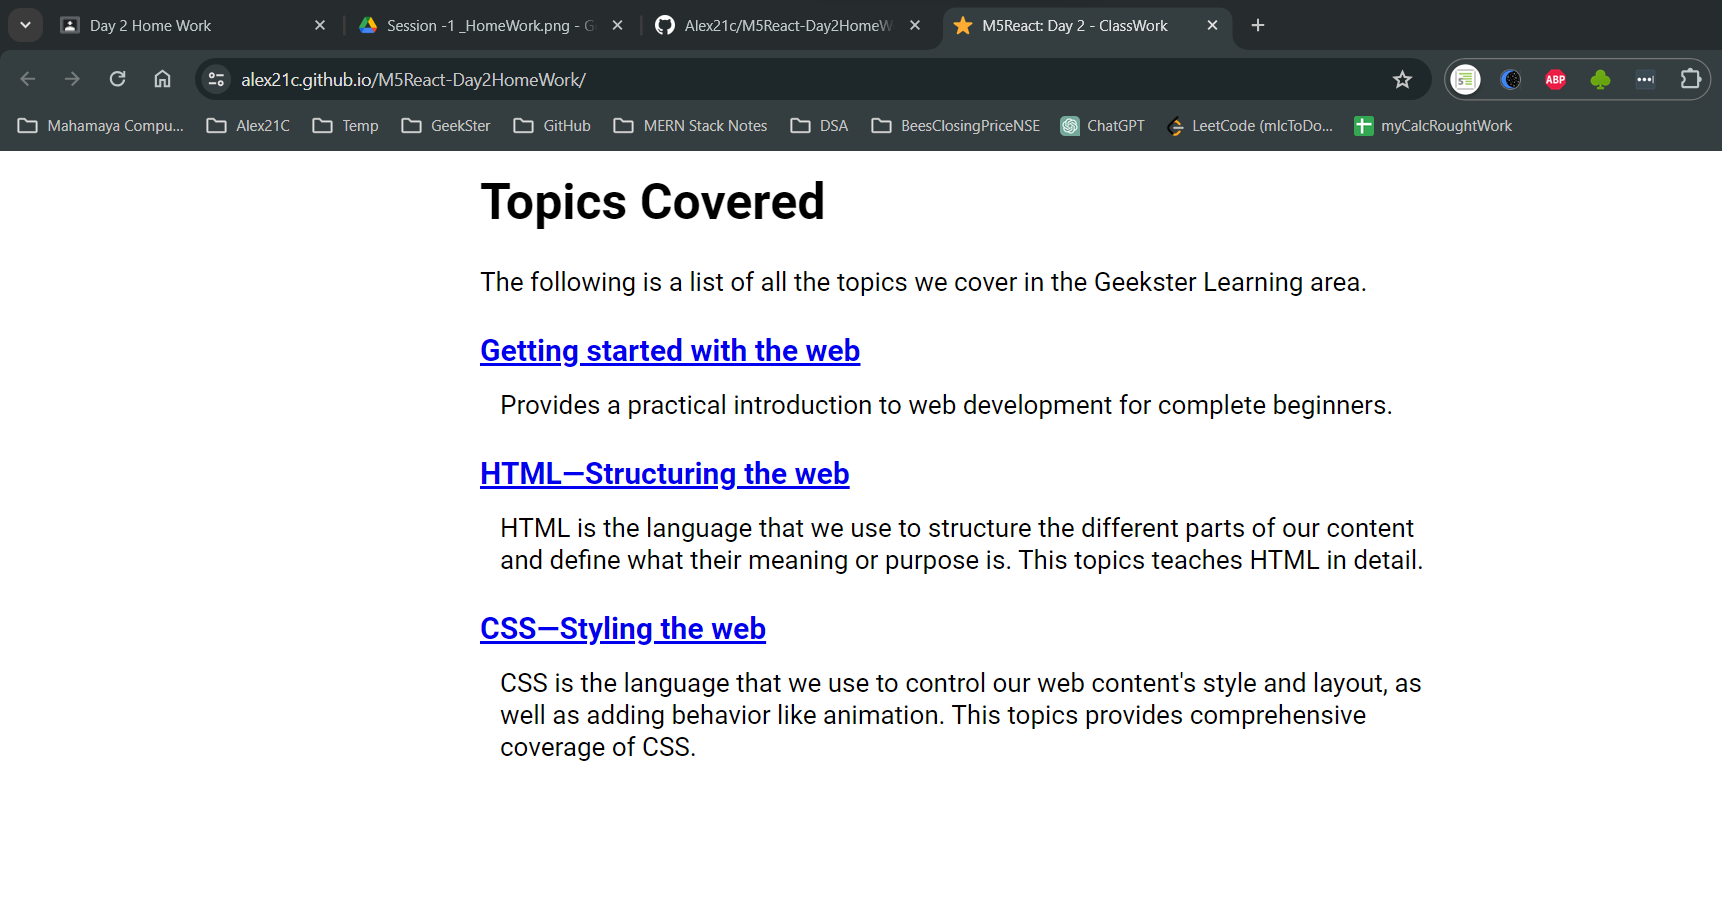 Day 2 Home Work
Session -1 _HomeWork.png - G
Alex21c/M5React-Day2HomeW
M5React: Day 2 - ClassWork
alex21c.github.io/M5React-Day2HomeWork/
ABP
Mahamaya Compu...
Alex21C
Temp
GeekSter
GitHub
MERN Stack Notes
DSA
BeesClosingPriceNSE
ChatGPT
LeetCode (mlcToDo...
myCalcRoughtWork
Topics Covered
The following is a list of all the topics we cover in the Geekster Learning area.
Getting started with the web
Provides a practical introduction to web development for complete beginners.
HTML—Structuring the web
HTML is the language that we use to structure the different parts of our content
and define what their meaning or purpose is. This topics teaches HTML in detail.
CSS—Styling the web
CSS is the language that we use to control our web content's style and layout, as
well as adding behavior like animation. This topics provides comprehensive
coverage of CSS.